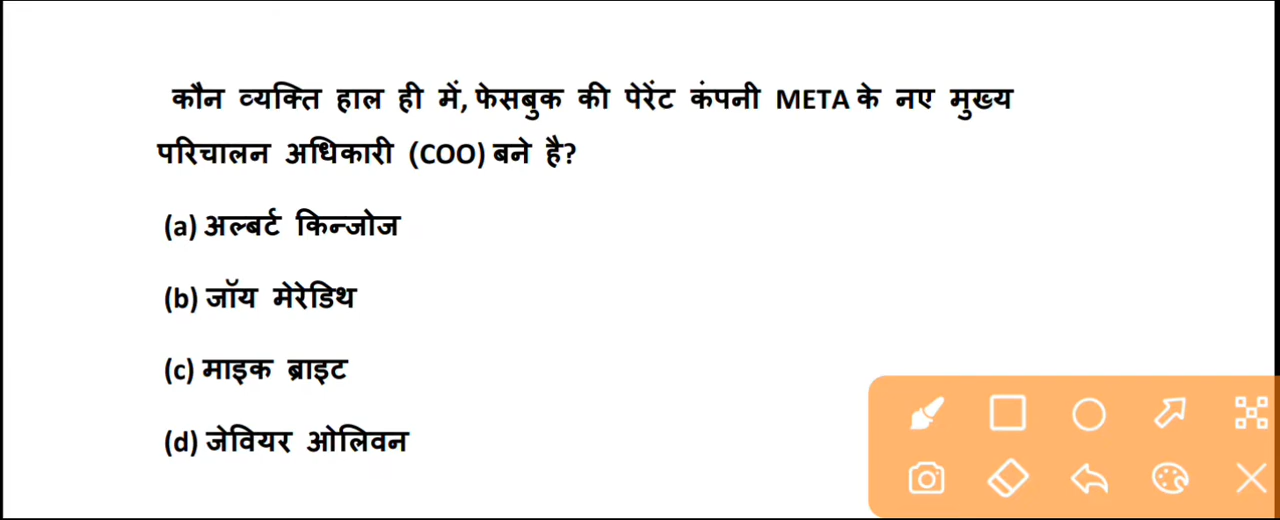 कौन व्यक्ति हाल ही में, फेसबुक की पेरेंट कंपनी META के नए मुख्य
परिचालन अधिकारी (COO) बने है?
(a) अल्बर्ट किन्जोज
(b) जॉय मेरेडिथ
(c) माइक ब्राइट
(d) जेवियर ओलिवन